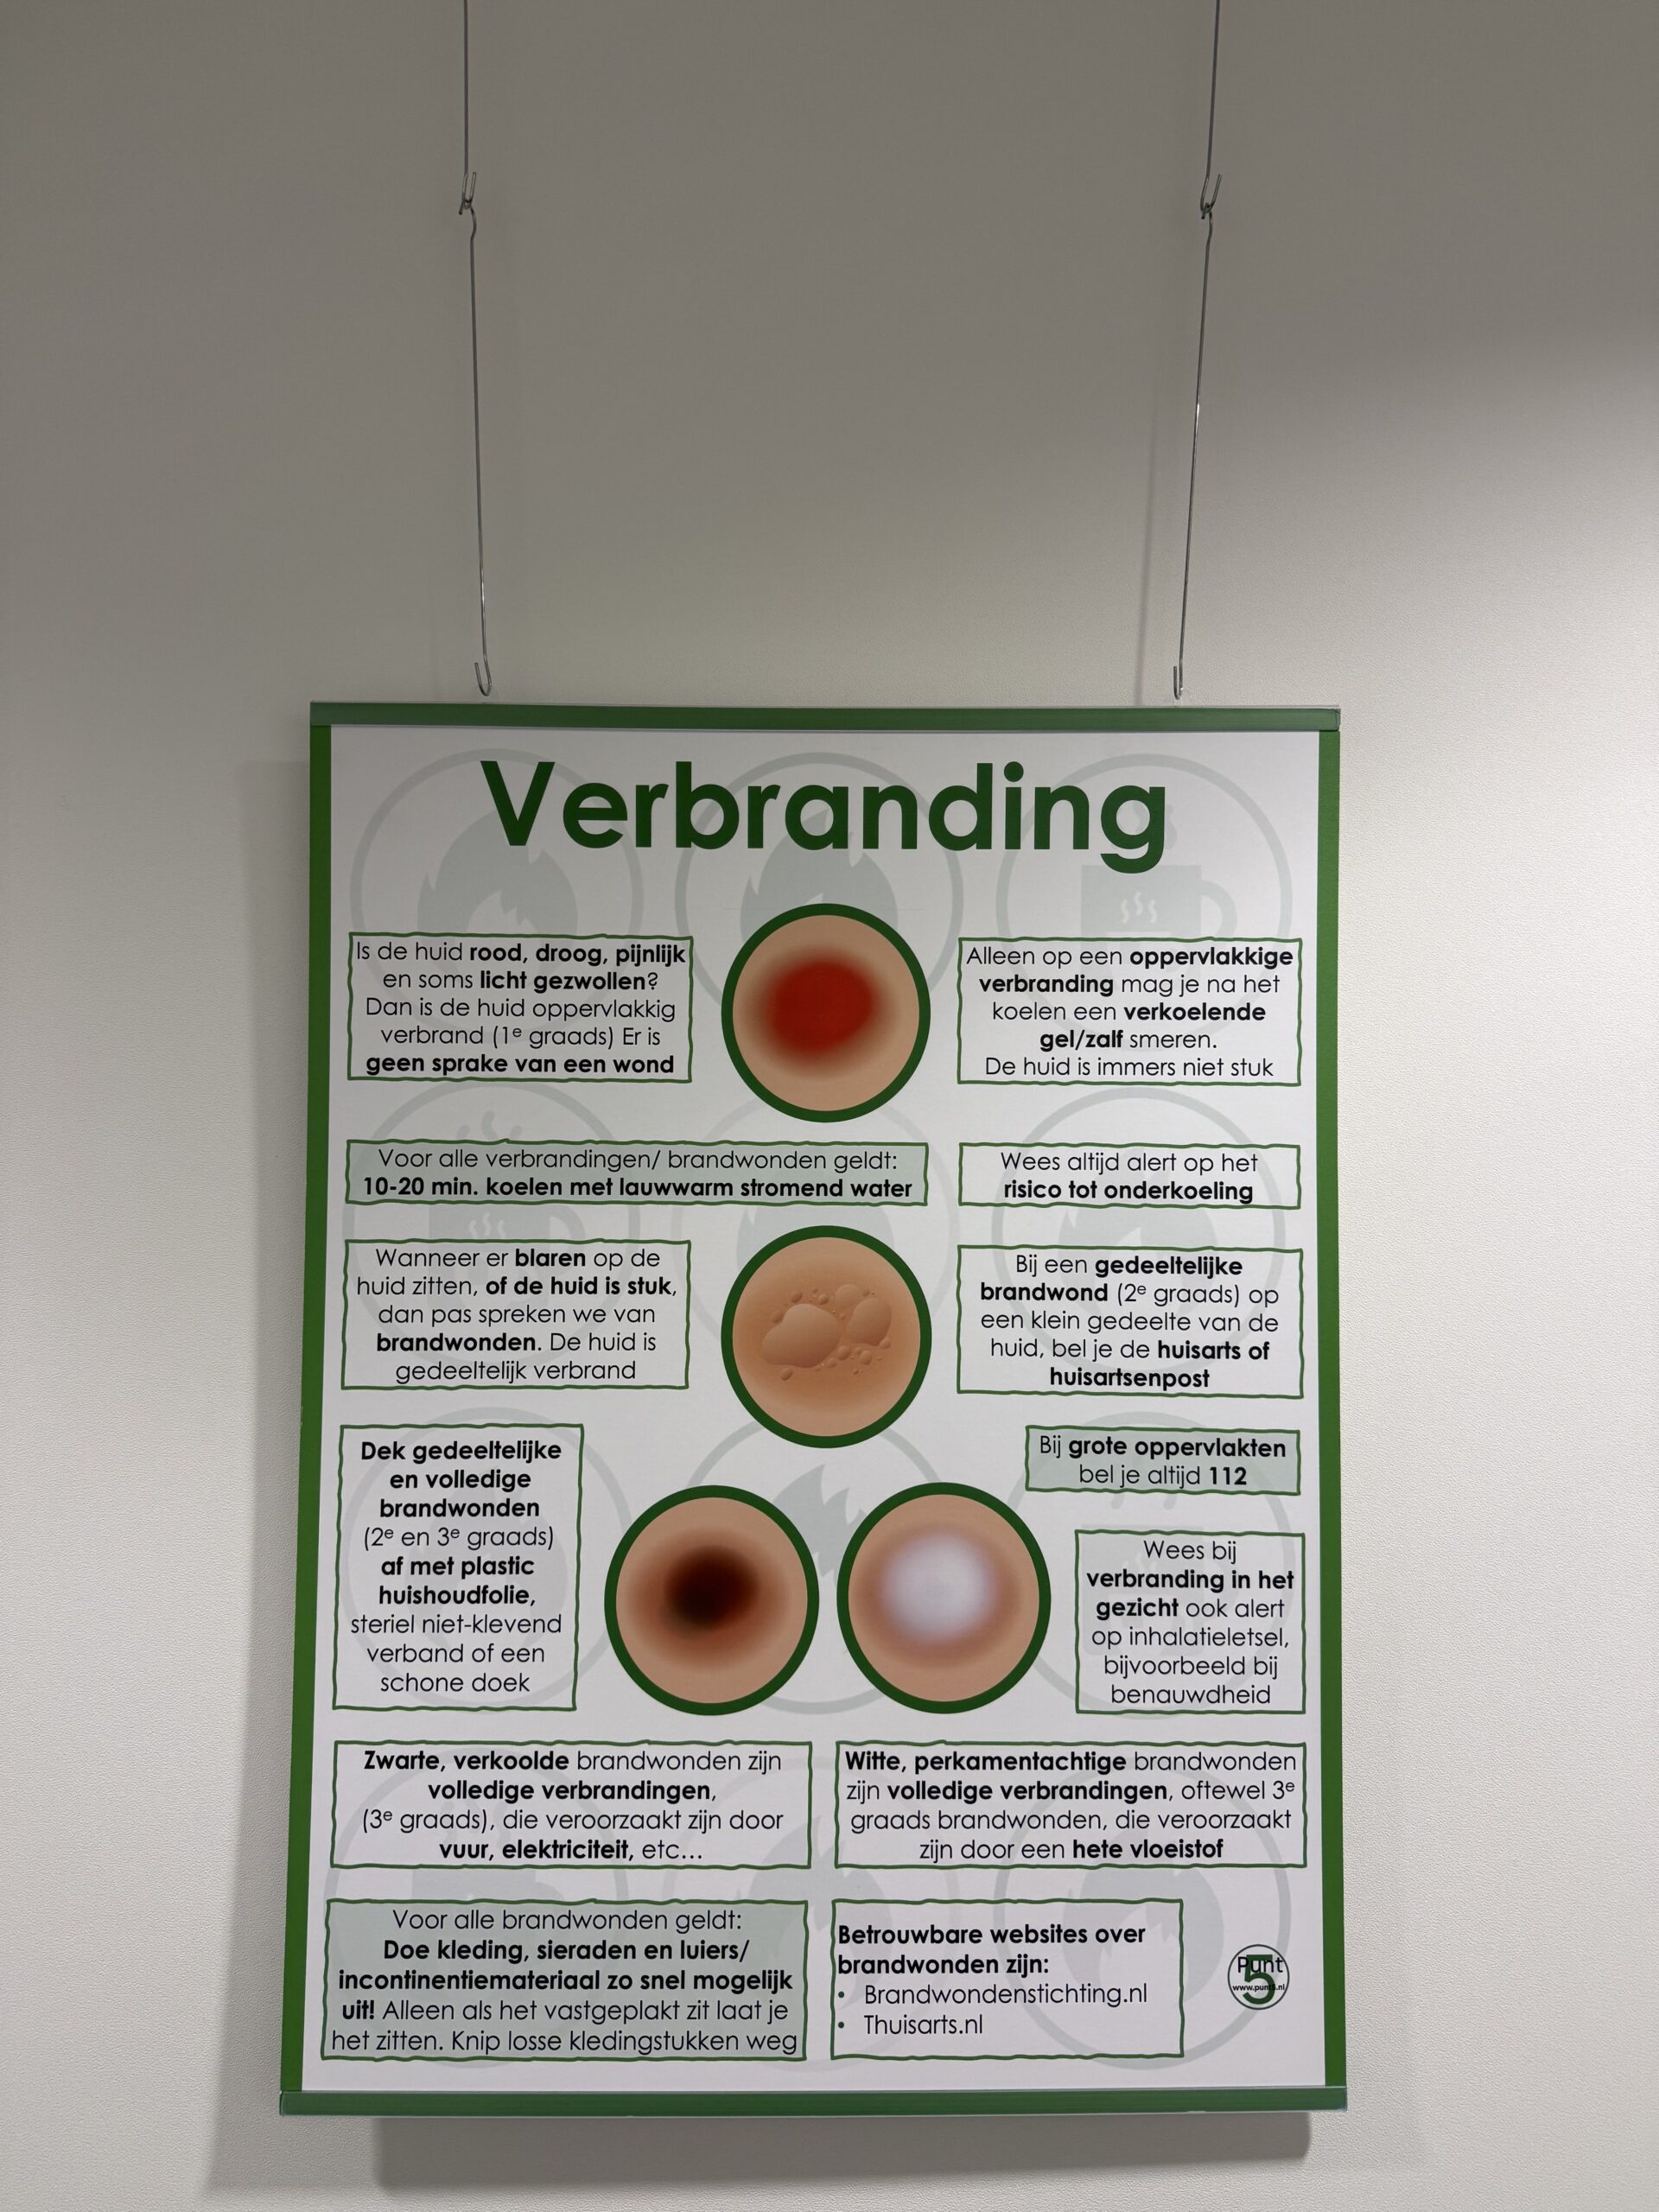 Verbranding
Is de huid rood, droog, pijnlijk
en soms licht gezwollen?
Dan is de huid oppervlakkig
verbrand (1e graads) Er is
geen sprake van een wond
Alleen op een oppervlakkige
verbranding mag je na het
koelen een verkoelende
gel/zalf smeren.
De huid is immers niet stuk
Voor alle verbrandingen/ brandwonden geldt:
10-20 min. koelen met lauwwarm stromend water
Wees altijd alert op het
risico tot onderkoeling
Wanneer er blaren op de
huid zitten, of de huid is stuk,
dan pas spreken we van
brandwonden. De huid is
gedeeltelijk verbrand
Bij een gedeeltelijke
brandwond (2e graads) op
een klein gedeelte van de
huid, bel je de huisarts of
huisartsenpost
Dek gedeeltelijke
en volledige
brandwonden
(2e en 3e graads)
af met plastic
huishoudfolie,
steriel niet-klevend
verband of een
schone doek
Bij grote oppervlakten
bel je altijd 112
Wees bij
verbranding in het
gezicht ook alert
op inhalatieletsel,
bijvoorbeeld bij
benauwdheid
Zwarte, verkoolde brandwonden zijn
volledige verbrandingen,
(3e graads), die veroorzaakt zijn door
vuur, elektriciteit, etc...
Witte, perkamentachtige brandwonden
zijn volledige verbrandingen, oftewel 3e
graads brandwonden, die veroorzaakt
zijn door een hete vloeistof
Voor alle brandwonden geldt:
Doe kleding, sieraden en luiers/
incontinentiemateriaal zo snel mogelijk
uit! Alleen als het vastgeplakt zit laat je
het zitten. Knip losse kledingstukken weg
Betrouwbare websites over
brandwonden zijn:
• Brandwondenstichting.nl
• Thuisarts.nl
Punt
5
www.punt5.nl